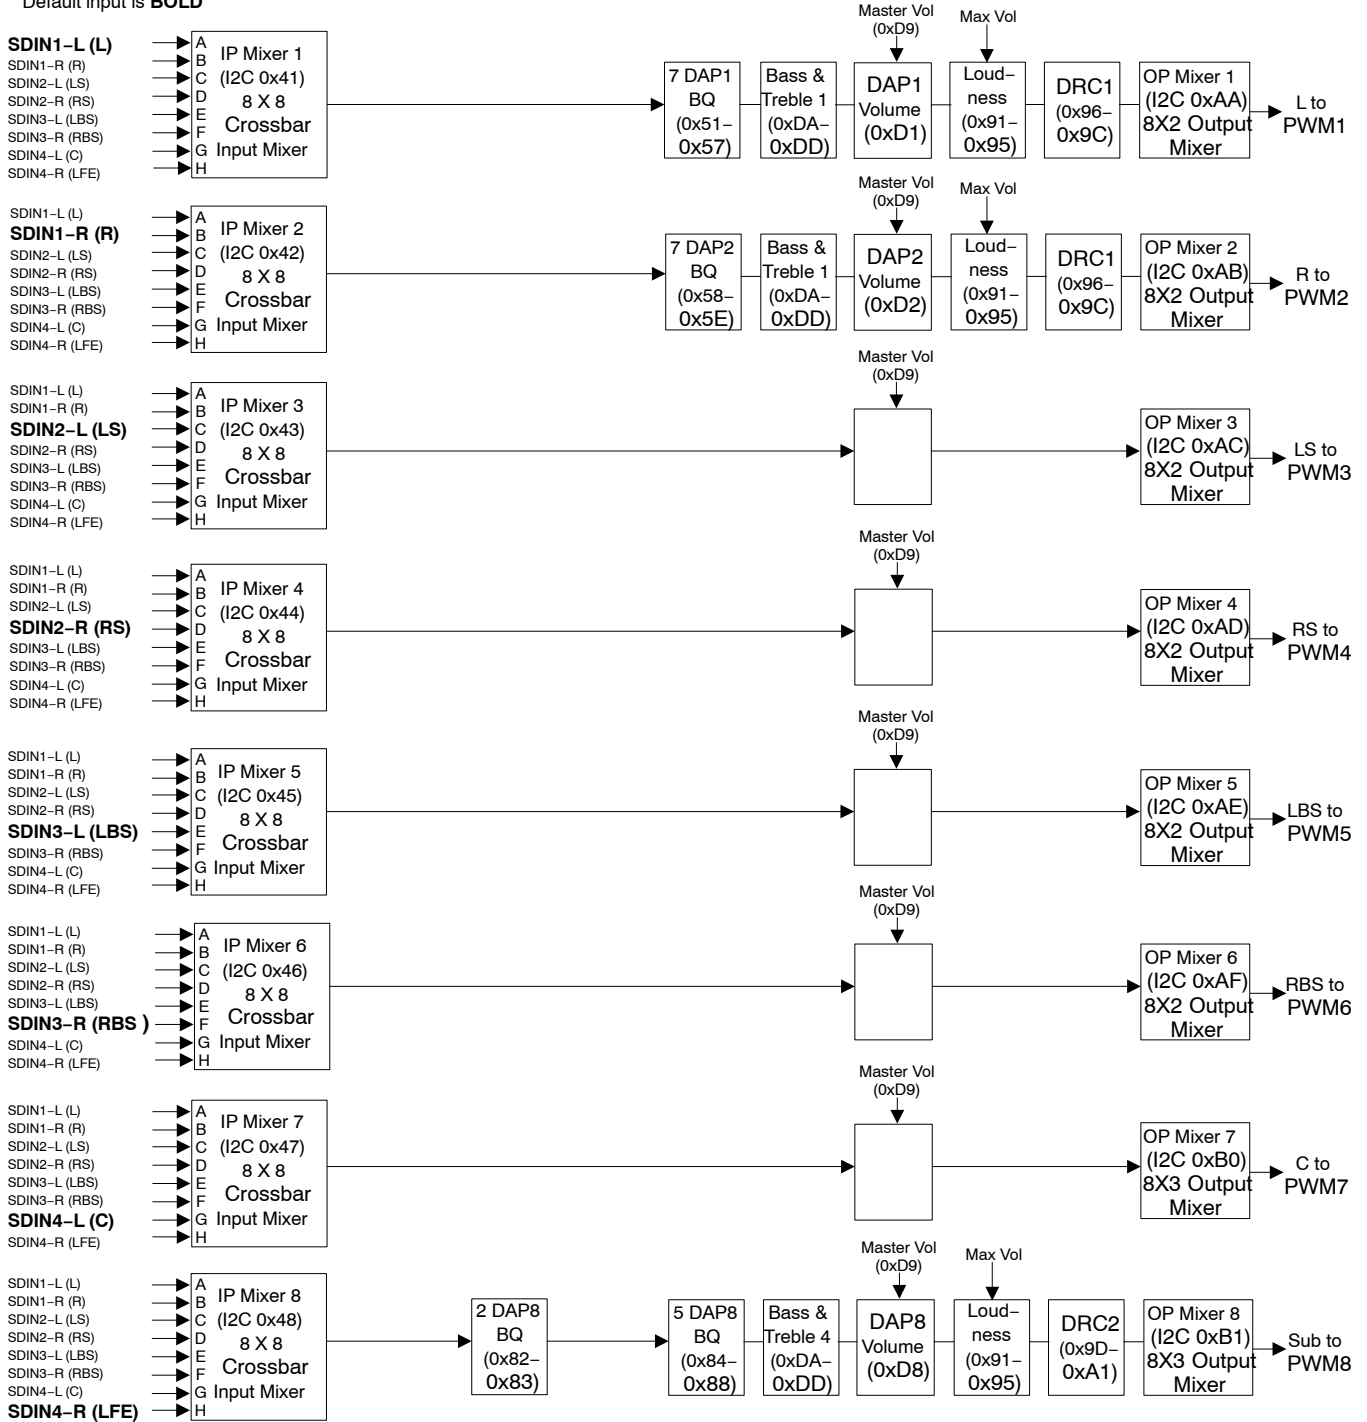 Default input is BOLD
SDIN1–L (L)
SDIN1–R (R)
SDIN2–L (LS)
SDIN2–R (RS)
SDIN3–L (LBS)
SDIN3–R (RBS)
SDIN4–L (C)
SDIN4–R (LFE)
A
B
C
D
E
F
G
H
IP Mixer 1
(I2C 0x41)
8 X 8
Crossbar
Input Mixer
7 DAP1
BQ
(0x51–
0x57)
Bass &
Treble 1
(0xDA–
0xDD)
Master Vol
(0xD9)
DAP1
Volume
(0xD1)
Max Vol
Loud–
ness
(0x91–
0x95)
DRC1
(0x96–
0x9C)
OP Mixer 1
(I2C 0xAA)
8X2 Output
Mixer
L to
PWM1
SDIN1–L (L)
SDIN1–R (R)
SDIN2–L (LS)
SDIN2–R (RS)
SDIN3–L (LBS)
SDIN3–R (RBS)
SDIN4–L (C)
SDIN4–R (LFE)
A
B
C
D
E
F
G
H
IP Mixer 2
(I2C 0x42)
8 X 8
Crossbar
Input Mixer
7 DAP2
BQ
(0x58–
0x5E)
Bass &
Treble 1
(0xDA–
0xDD)
Master Vol
(0xD9)
DAP2
Volume
(0xD2)
Max Vol
Loud–
ness
(0x91–
0x95)
DRC1
(0x96–
0x9C)
OP Mixer 2
(I2C 0xAB)
8X2 Output
Mixer
R to
PWM2
SDIN1–L (L)
SDIN1–R (R)
SDIN2–L (LS)
SDIN2–R (RS)
SDIN3–L (LBS)
SDIN3–R (RBS)
SDIN4–L (C)
SDIN4–R (LFE)
A
B
C
D
E
F
G
H
IP Mixer 3
(I2C 0x43)
8 X 8
Crossbar
Input Mixer
Master Vol
(0xD9)
OP Mixer 3
(I2C 0xAC)
8X2 Output
Mixer
LS to
PWM3
SDIN1–L (L)
SDIN1–R (R)
SDIN2–L (LS)
SDIN2–R (RS)
SDIN3–L (LBS)
SDIN3–R (RBS)
SDIN4–L (C)
SDIN4–R (LFE)
A
B
C
D
E
F
G
H
IP Mixer 4
(I2C 0x44)
8 X 8
Crossbar
Input Mixer
Master Vol
(0xD9)
OP Mixer 4
(I2C 0xAD)
8X2 Output
Mixer
RS to
PWM4
SDIN1–L (L)
SDIN1–R (R)
SDIN2–L (LS)
SDIN2–R (RS)
SDIN3–L (LBS)
SDIN3–R (RBS)
SDIN4–L (C)
SDIN4–R (LFE)
A
B
C
D
E
F
G
H
IP Mixer 5
(I2C 0x45)
8 X 8
Crossbar
Input Mixer
Master Vol
(0xD9)
OP Mixer 5
(I2C 0xAE)
8X2 Output
Mixer
LBS to
PWM5
SDIN1–L (L)
SDIN1–R (R)
SDIN2–L (LS)
SDIN2–R (RS)
SDIN3–L (LBS)
SDIN3–R (RBS )
SDIN4–L (C)
SDIN4–R (LFE)
A
B
C
D
E
F
G
H
IP Mixer 6
(I2C 0x46)
8 X 8
Crossbar
Input Mixer
Master Vol
(0xD9)
OP Mixer 6
(I2C 0xAF)
8X2 Output
Mixer
RBS to
PWM6
SDIN1–L (L)
SDIN1–R (R)
SDIN2–L (LS)
SDIN2–R (RS)
SDIN3–L (LBS)
SDIN3–R (RBS)
SDIN4–L (C)
SDIN4–R (LFE)
A
B
C
D
E
F
G
H
IP Mixer 7
(I2C 0x47)
8 X 8
Crossbar
Input Mixer
Master Vol
(0xD9)
OP Mixer 7
(I2C 0xB0)
8X3 Output
Mixer
C to
PWM7
SDIN1–L (L)
SDIN1–R (R)
SDIN2–L (LS)
SDIN2–R (RS)
SDIN3–L (LBS)
SDIN3–R (RBS)
SDIN4–L (C)
SDIN4–R (LFE)
A
B
C
D
E
F
G
H
IP Mixer 8
(I2C 0x48)
8 X 8
Crossbar
Input Mixer
2 DAP8
BQ
(0x82–
0x83)
5 DAP8
BQ
(0x84–
0x88)
Bass &
Treble 4
(0xDA–
0xDD)
Master Vol
(0xD9)
DAP8
Volume
(0xD8)
Max Vol
Loud–
ness
(0x91–
0x95)
DRC2
(0x9D–
0xA1)
OP Mixer 8
(I2C 0xB1)
8X3 Output
Mixer
Sub to
PWM8